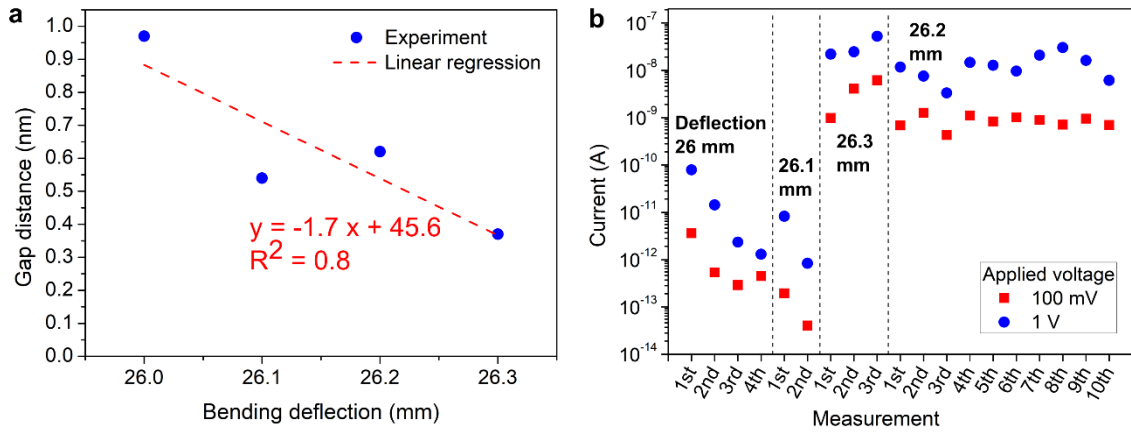 a
1.0
0.9
0.8
0.7
0.6
0.5
0.4
0.3
0.2
0.1
0.0
Gap distance (nm)
Experiment
Linear regression
y = -1.7 x + 45.6
R² = 0.8
26.0 26.1 26.2 26.3
Bending deflection (mm)
b
10⁻⁷
10⁻⁸
10⁻⁹
10⁻¹⁰
10⁻¹¹
10⁻¹²
10⁻¹³
10⁻¹⁴
Current (A)
Deflection
26 mm
26.1
mm
26.3
mm
26.2
mm
Applied voltage
100 mV
1 V
1st 2nd 3rd 4th 1st 2nd 1st 2nd 3rd 1st 2nd 3rd 4th 5th 6th 7th 8th 9th 10th
Measurement